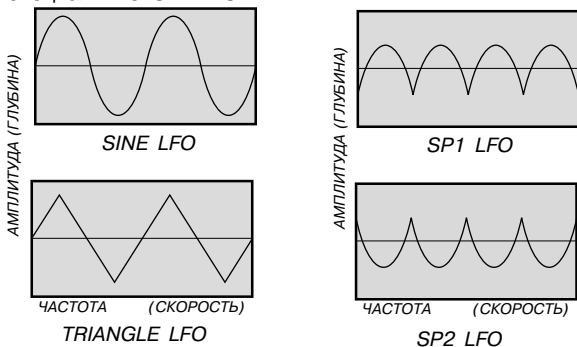 АМПЛИТУДА (ГЛУБИНА)
SINE LFO
ЧАСТОТА (СКОРОСТЬ)
TRIANGLE LFO
АМПЛИТУДА (ГЛУБИНА)
SP1 LFO
ЧАСТОТА (СКОРОСТЬ)
SP2 LFO